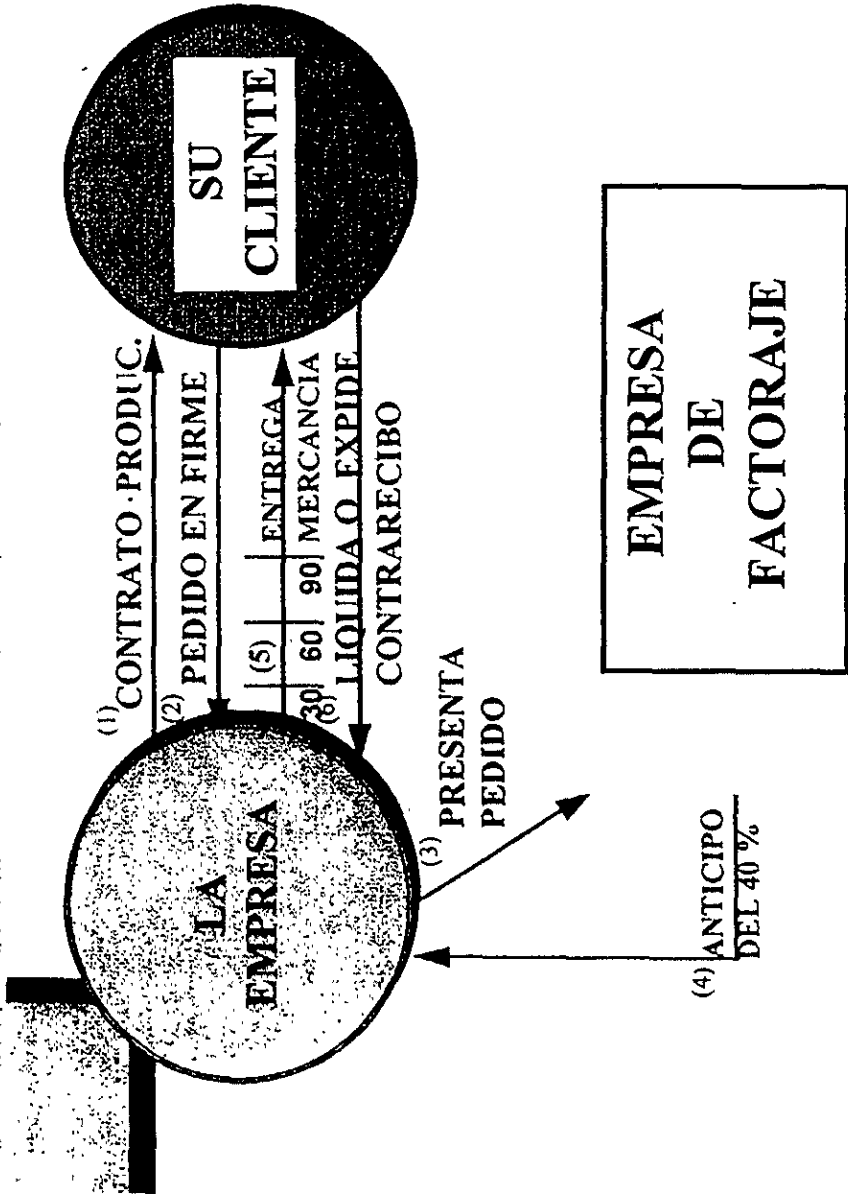 LA
EMPRESA
(1) CONTRATO · PRODUC.
(2) PEDIDO EN FIRME
(5) ENTREGA
30 60 90 MERCANCIA
(6) LIQUIDA O EXPIDE
CONTRARECIBO
SU
CLIENTE
(3) PRESENTA
PEDIDO
(4) ANTICIPO
DEL 40 %
EMPRESA
DE
FACTORAJE